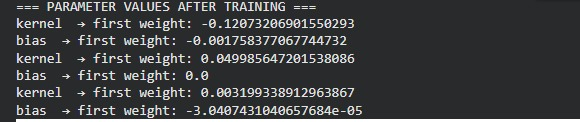 === PARAMETER VALUES AFTER TRAINING ===
kernel → first weight: -0.12073206901550293
bias → first weight: -0.001758377067744732
kernel → first weight: 0.049985647201538086
bias → first weight: 0.0
kernel → first weight: 0.003199338912963867
bias → first weight: -3.0407431040657684e-05